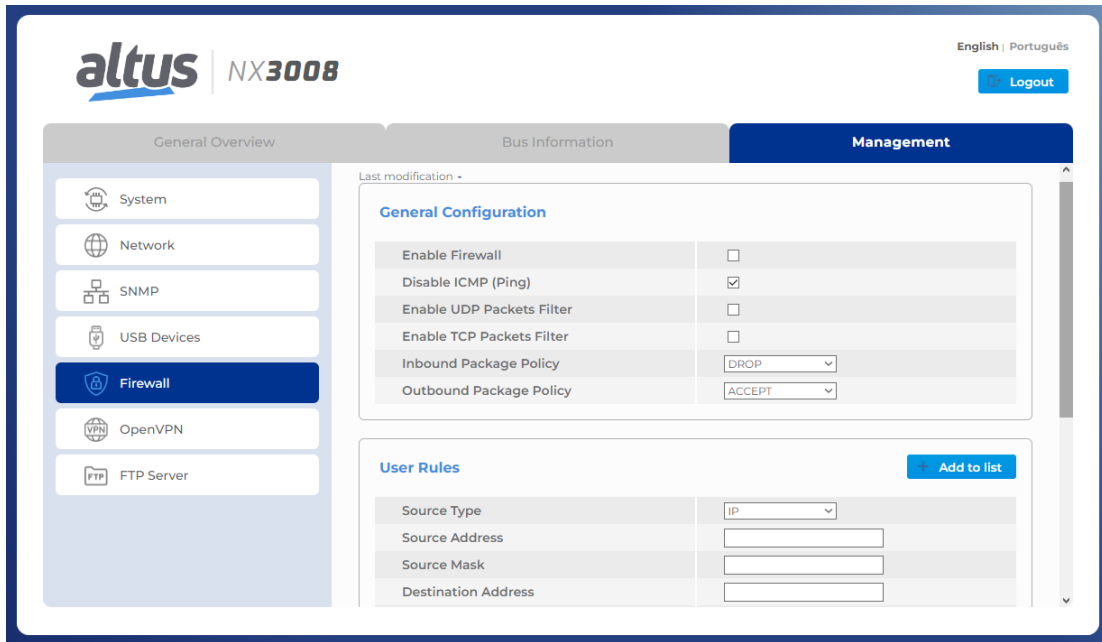 English | Português
altus | NX3008
Logout
General Overview
Bus Information
Management
System
Network
SNMP
USB Devices
Firewall
VPN
OpenVPN
FTP
FTP Server
Last modification -
General Configuration
Enable Firewall
Disable ICMP (Ping)
Enable UDP Packets Filter
Enable TCP Packets Filter
Inbound Package Policy DROP
Outbound Package Policy ACCEPT
User Rules
+ Add to list
Source Type IP
Source Address
Source Mask
Destination Address